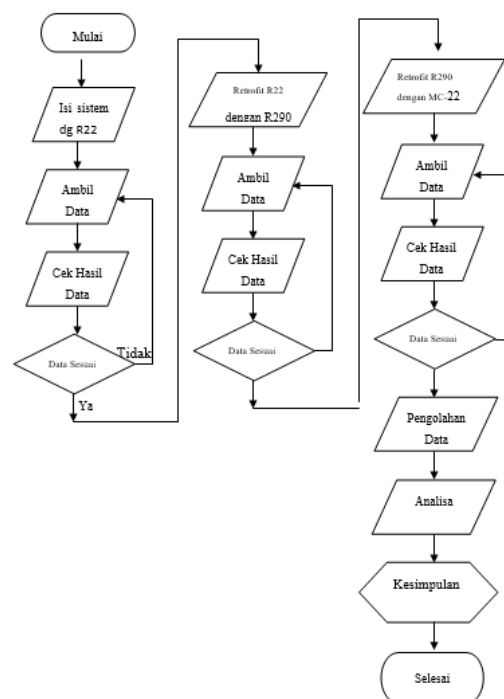 Mulai
Isi sistem
dg R22
Ambil
Data
Cek Hasil
Data
Data Sesuai
Tidak
Ya
Retrofit R22
dengan R290
Ambil
Data
Cek Hasil
Data
Data Sesuai
Retrofit R290
dengan MC-22
Ambil
Data
Cek Hasil
Data
Data Sesuai
Pengolahan
Data
Analisa
Kesimpulan
Selesai